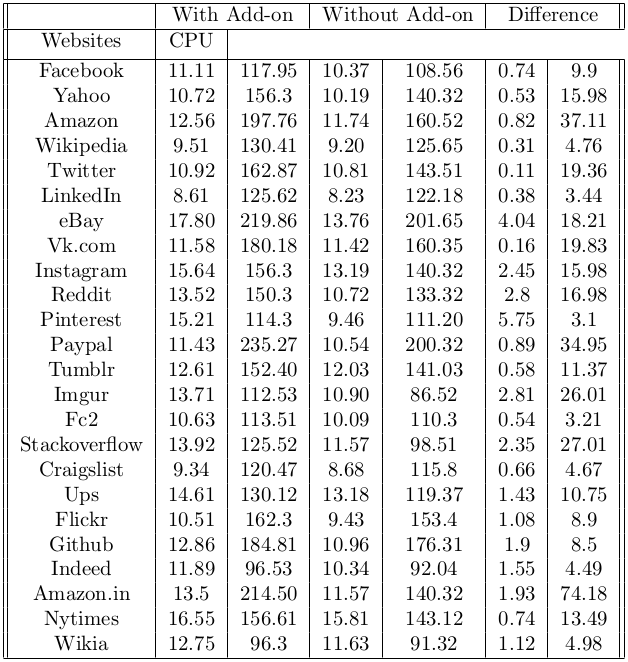 With Add-on Without Add-on Difference
Websites CPU
Facebook 11.11 117.95 10.37 108.56 0.74 9.9
Yahoo 10.72 156.3 10.19 140.32 0.53 15.98
Amazon 12.56 197.76 11.74 160.52 0.82 37.11
Wikipedia 9.51 130.41 9.20 125.65 0.31 4.76
Twitter 10.92 162.87 10.81 143.51 0.11 19.36
LinkedIn 8.61 125.62 8.23 122.18 0.38 3.44
eBay 17.80 219.86 13.76 201.65 4.04 18.21
Vk.com 11.58 180.18 11.42 160.35 0.16 19.83
Instagram 15.64 156.3 13.19 140.32 2.45 15.98
Reddit 13.52 150.3 10.72 133.32 2.8 16.98
Pinterest 15.21 114.3 9.46 111.20 5.75 3.1
Paypal 11.43 235.27 10.54 200.32 0.89 34.95
Tumblr 12.61 152.40 12.03 141.03 0.58 11.37
Imgur 13.71 112.53 10.90 86.52 2.81 26.01
Fc2 10.63 113.51 10.09 110.3 0.54 3.21
Stackoverflow 13.92 125.52 11.57 98.51 2.35 27.01
Craigslist 9.34 120.47 8.68 115.8 0.66 4.67
Ups 14.61 130.12 13.18 119.37 1.43 10.75
Flickr 10.51 162.3 9.43 153.4 1.08 8.9
Github 12.86 184.81 10.96 176.31 1.9 8.5
Indeed 11.89 96.53 10.34 92.04 1.55 4.49
Amazon.in 13.5 214.50 11.57 140.32 1.93 74.18
Nytimes 16.55 156.61 15.81 143.12 0.74 13.49
Wikia 12.75 96.3 11.63 91.32 1.12 4.98